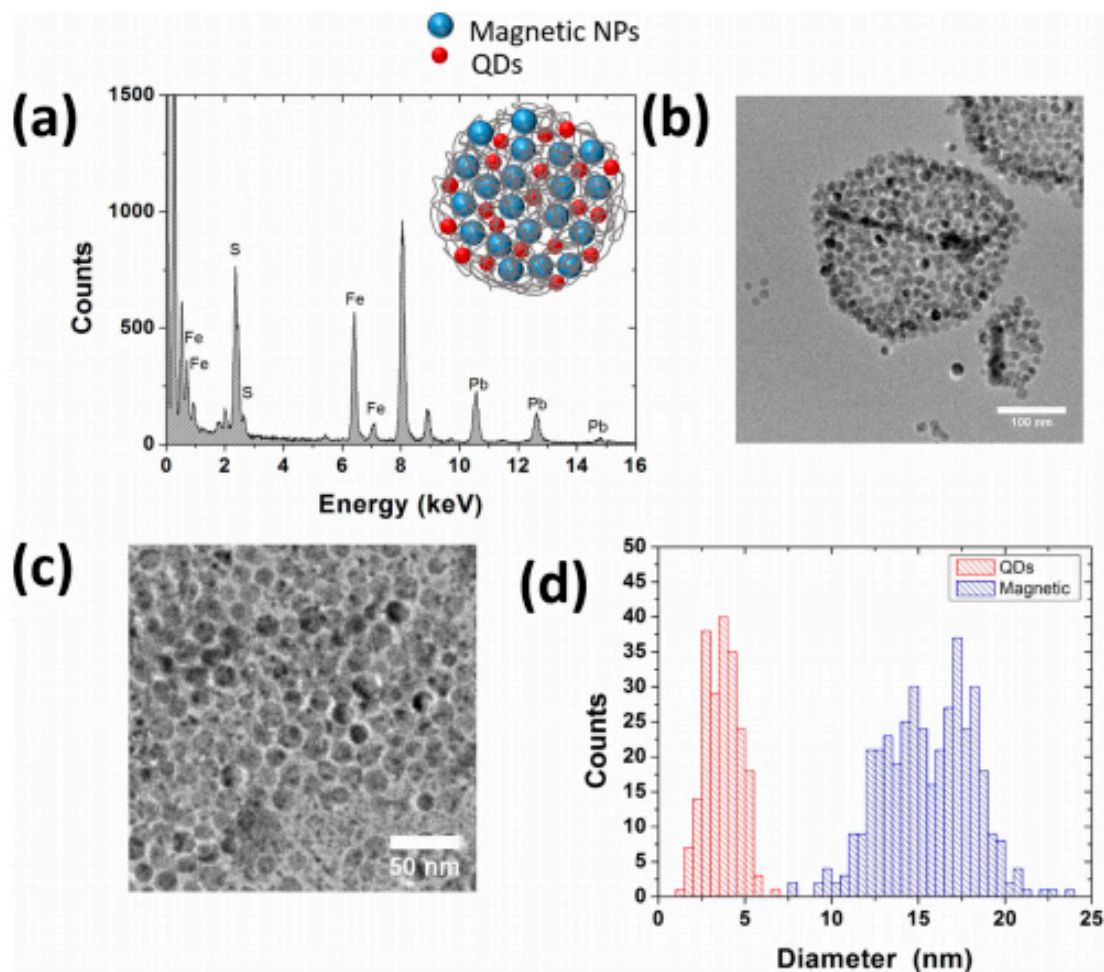 Magnetic NPs
QDs
(a)
1500
1000
500
0
Counts
Fe
Fe
S
S
Fe
Fe
Pb
Pb
Pb
0 2 4 6 8 10 12 14 16
Energy (keV)
(b)
100 nm
(c)
50 nm
(d)
50
45
40
35
30
25
20
15
10
5
0
Counts
QDs
Magnetic
0 5 10 15 20 25
Diameter (nm)